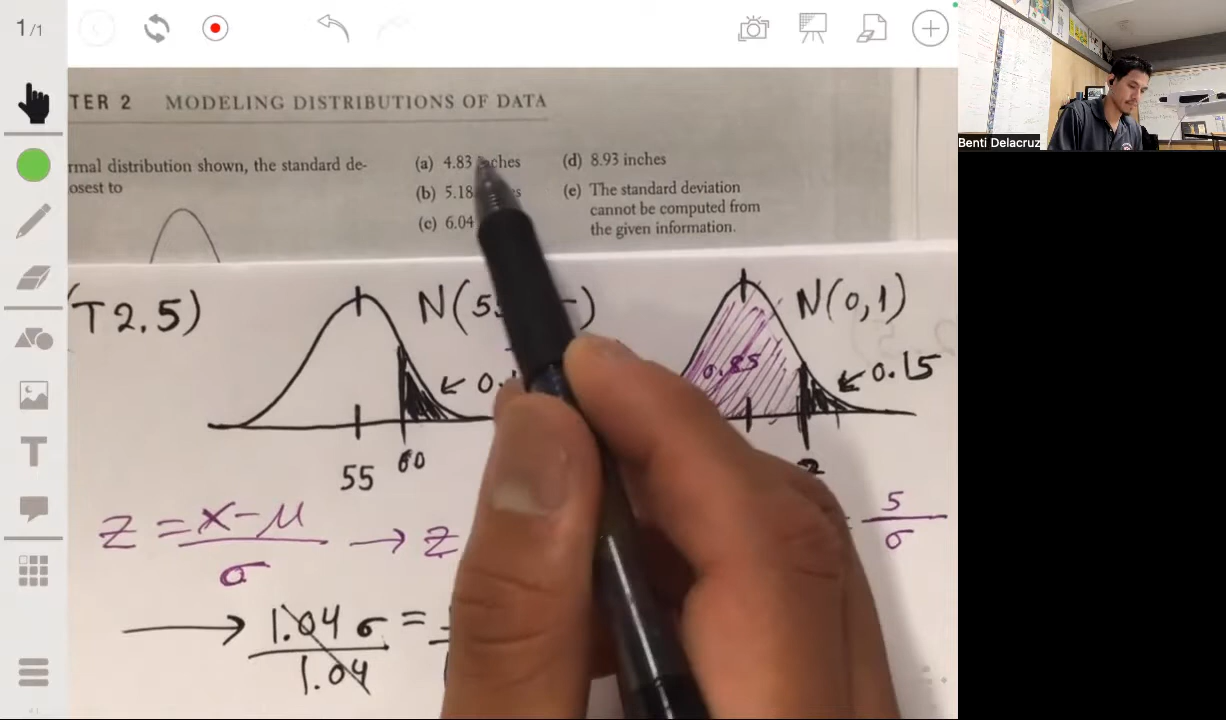 1/1
TER 2 MODELING DISTRIBUTIONS OF DATA
rmal distribution shown, the standard de-
osest to
(a) 4.83 inches
(b) 5.18
(c) 6.04
(d) 8.93 inches
(e) The standard deviation
cannot be computed from
the given information.
Benti Delacruz
(T2.5)
N(55
N(0,1)
0.85
0.15
55
60
z
Z = x-μ / σ → Z
= 5 / σ
→ 1.04 σ / 1.04 =
T